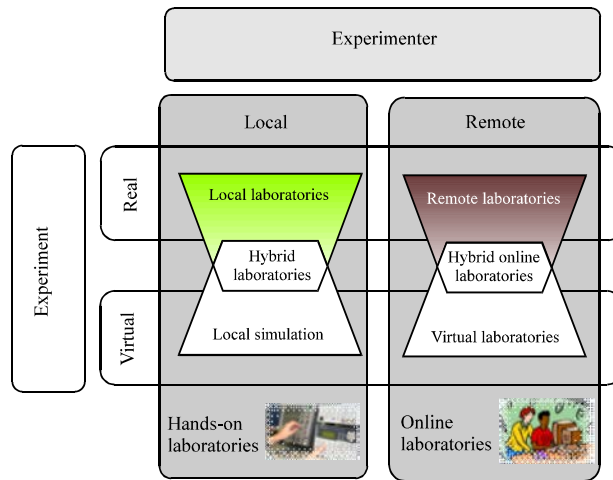 Experimenter
Local
Remote
Experiment
Real
Virtual
Local laboratories
Remote laboratories
Hybrid
laboratories
Hybrid online
laboratories
Local simulation
Virtual laboratories
Hands-on
laboratories
Online
laboratories